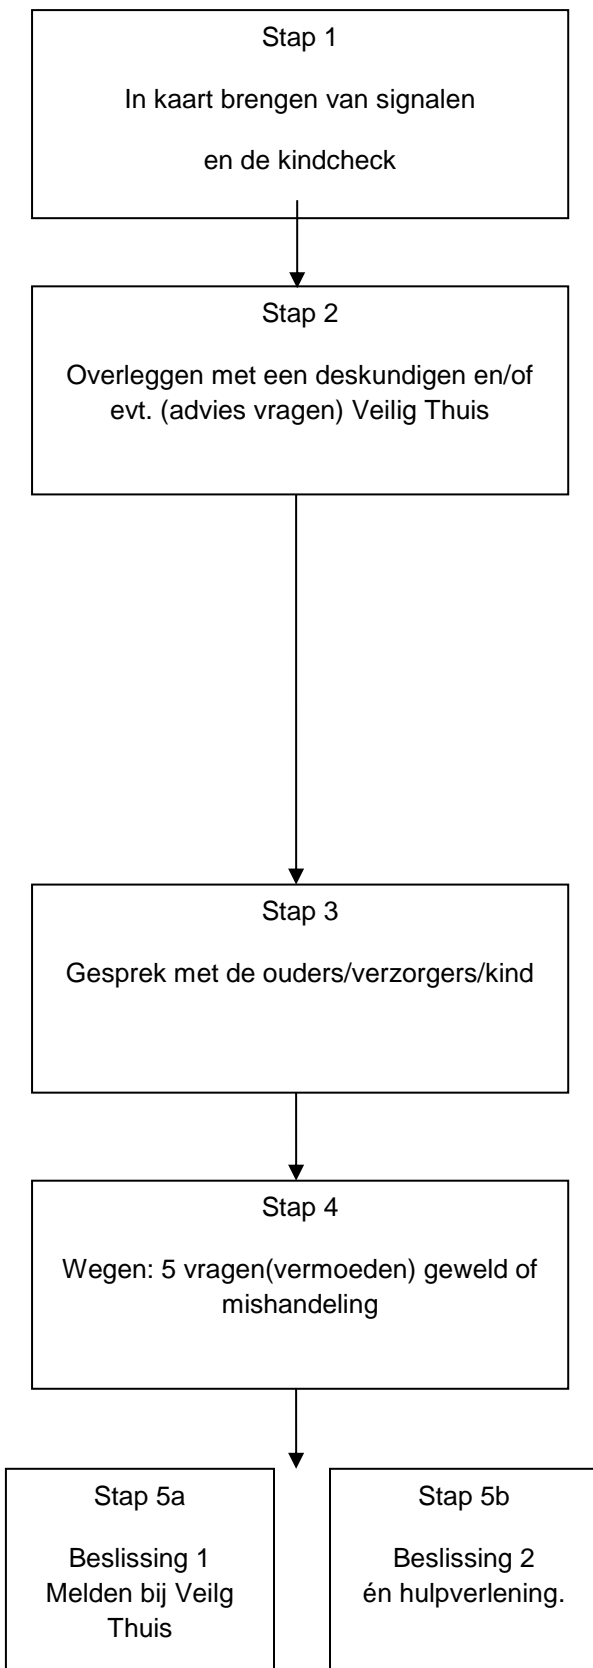 Stap 1
In kaart brengen van signalen
en de kindcheck
Stap 2
Overleggen met een deskundigen en/of
evt. (advies vragen) Veilig Thuis
Stap 3
Gesprek met de ouders/verzorgers/kind
Stap 4
Wegen: 5 vragen(vermoeden) geweld of
mishandeling
Stap 5a
Beslissing 1
Melden bij Veilg
Thuis
Stap 5b
Beslissing 2
én hulpverlening.